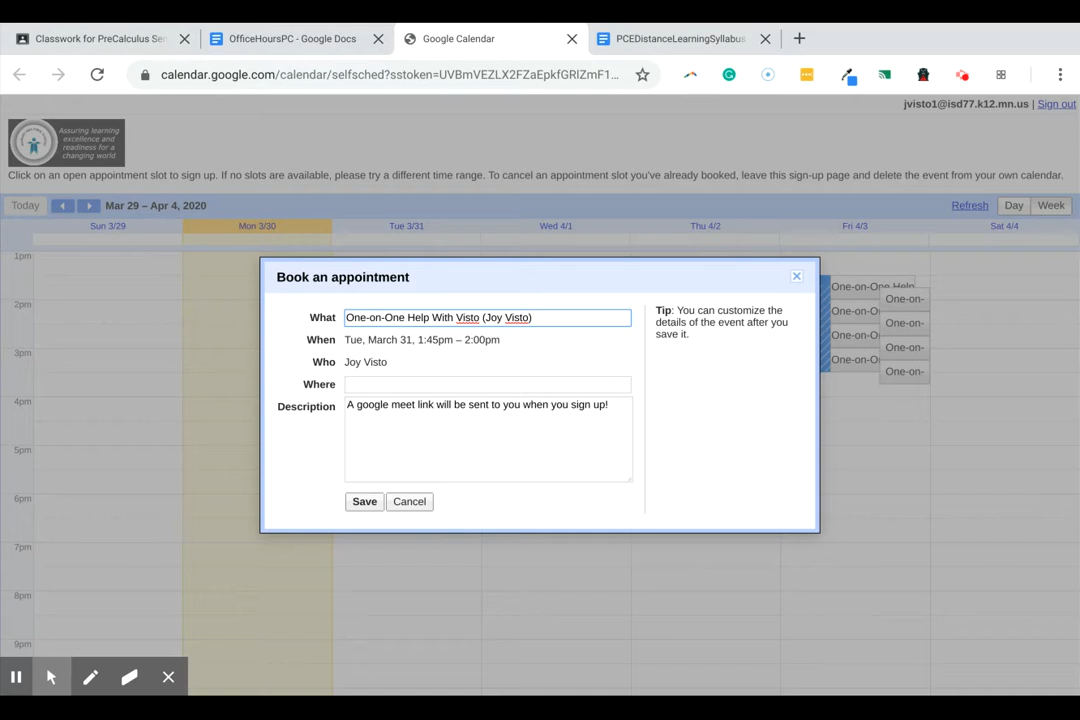 Classwork for PreCalculus Sen
OfficeHoursPC - Google Docs
Google Calendar
PCEDistanceLearningSyllabus
calendar.google.com/calendar/selfsched?sstoken=UVBmVEZLX2FZaEpkfGRlZmF1...
jvisto1@isd77.k12.mn.us | Sign out
Assuring learning
excellence and
readiness for a
changing world
Click on an open appointment slot to sign up. If no slots are available, please try a different time range. To cancel an appointment slot you've already booked, leave this sign-up page and delete the event from your own calendar.
Today Mar 29 – Apr 4, 2020 Refresh Day Week
Sun 3/29 Mon 3/30 Tue 3/31 Wed 4/1 Thu 4/2 Fri 4/3 Sat 4/4
1pm
2pm
3pm
5pm
6pm
7pm
8pm
9pm
One-on-One Help
One-on-
One-on-O
One-on-
One-on-O
One-on-
One-on-O
One-on-
Book an appointment
What One-on-One Help With Visto (Joy Visto)
When Tue, March 31, 1:45pm – 2:00pm
Who Joy Visto
Where
Description A google meet link will be sent to you when you sign up!
Save Cancel
Tip: You can customize the
details of the event after you
save it.